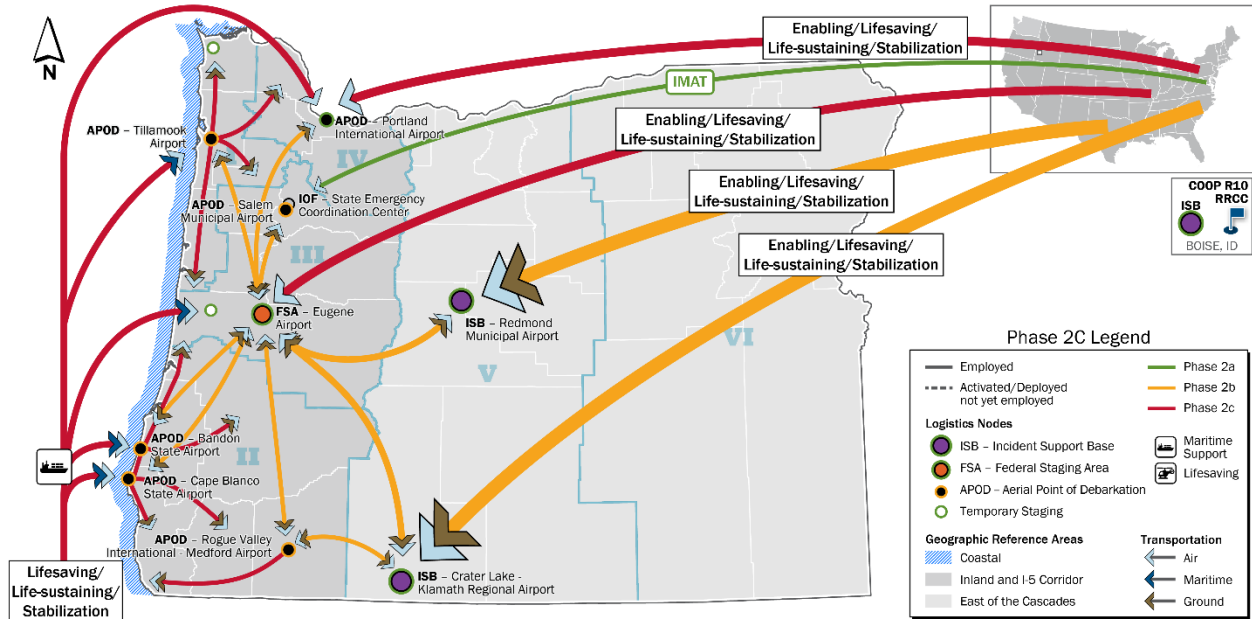 Enabling/Lifesaving/
Life-sustaining/Stabilization
IMAT
N
APOD – Portland
International Airport
Enabling/Lifesaving/
Life-sustaining/Stabilization
APOD – Tillamook
Airport
IV
Enabling/Lifesaving/
Life-sustaining/Stabilization
COOP R10
RRCC
ISB
BOISE, ID
APOD – Salem
Municipal Airport
IOF – State Emergency
Coordination Center
Enabling/Lifesaving/
Life-sustaining/Stabilization
III
FSA – Eugene
Airport
ISB – Redmond
Municipal Airport
V
VI
APOD – Bandon
State Airport
II
APOD – Cape Blanco
State Airport
APOD – Rogue Valley
International - Medford Airport
ISB – Crater Lake -
Klamath Regional Airport
Lifesaving/
Life-sustaining/
Stabilization
Phase 2C Legend
Employed
Activated/Deployed
not yet employed
Phase 2a
Phase 2b
Phase 2c
Logistics Nodes
ISB – Incident Support Base
FSA – Federal Staging Area
APOD – Aerial Point of Debarkation
Temporary Staging
Maritime
Support
Lifesaving
Geographic Reference Areas
Coastal
Inland and I-5 Corridor
East of the Cascades
Transportation
Air
Maritime
Ground